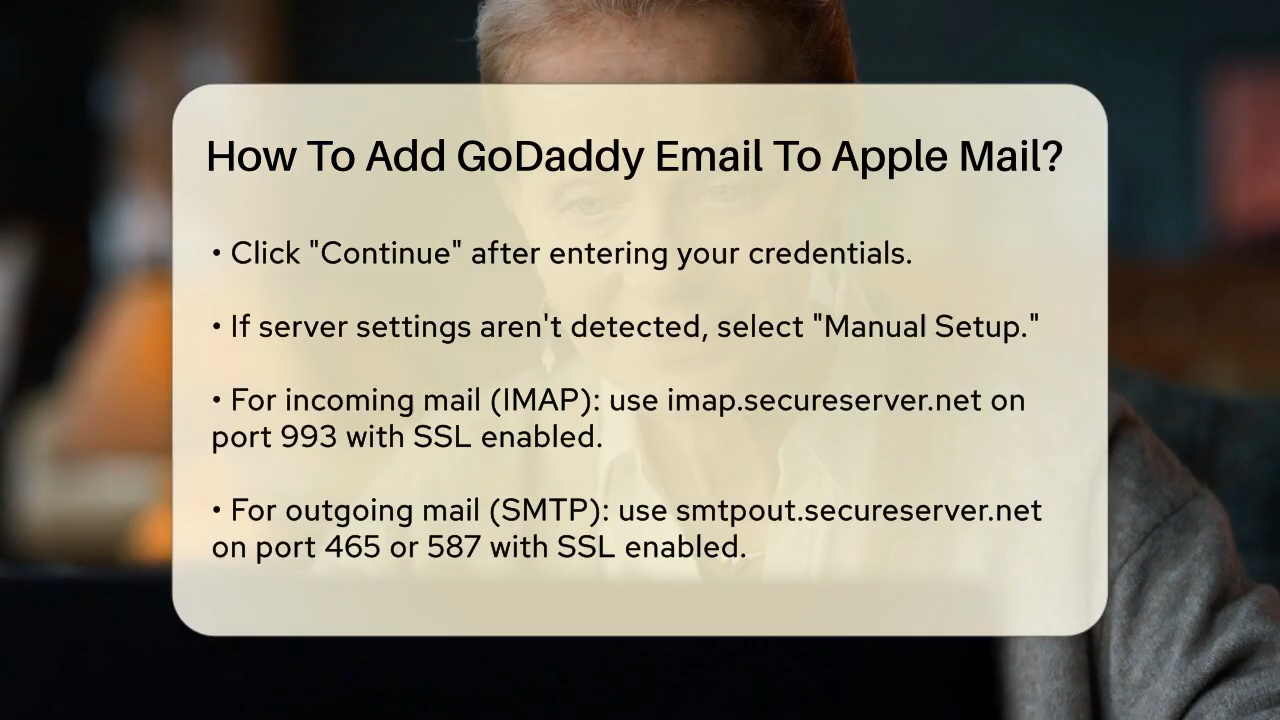 How To Add GoDaddy Email To Apple Mail?
• Click "Continue" after entering your credentials.
• If server settings aren't detected, select "Manual Setup."
• For incoming mail (IMAP): use imap.secureserver.net on
port 993 with SSL enabled.
• For outgoing mail (SMTP): use smtpout.secureserver.net
on port 465 or 587 with SSL enabled.